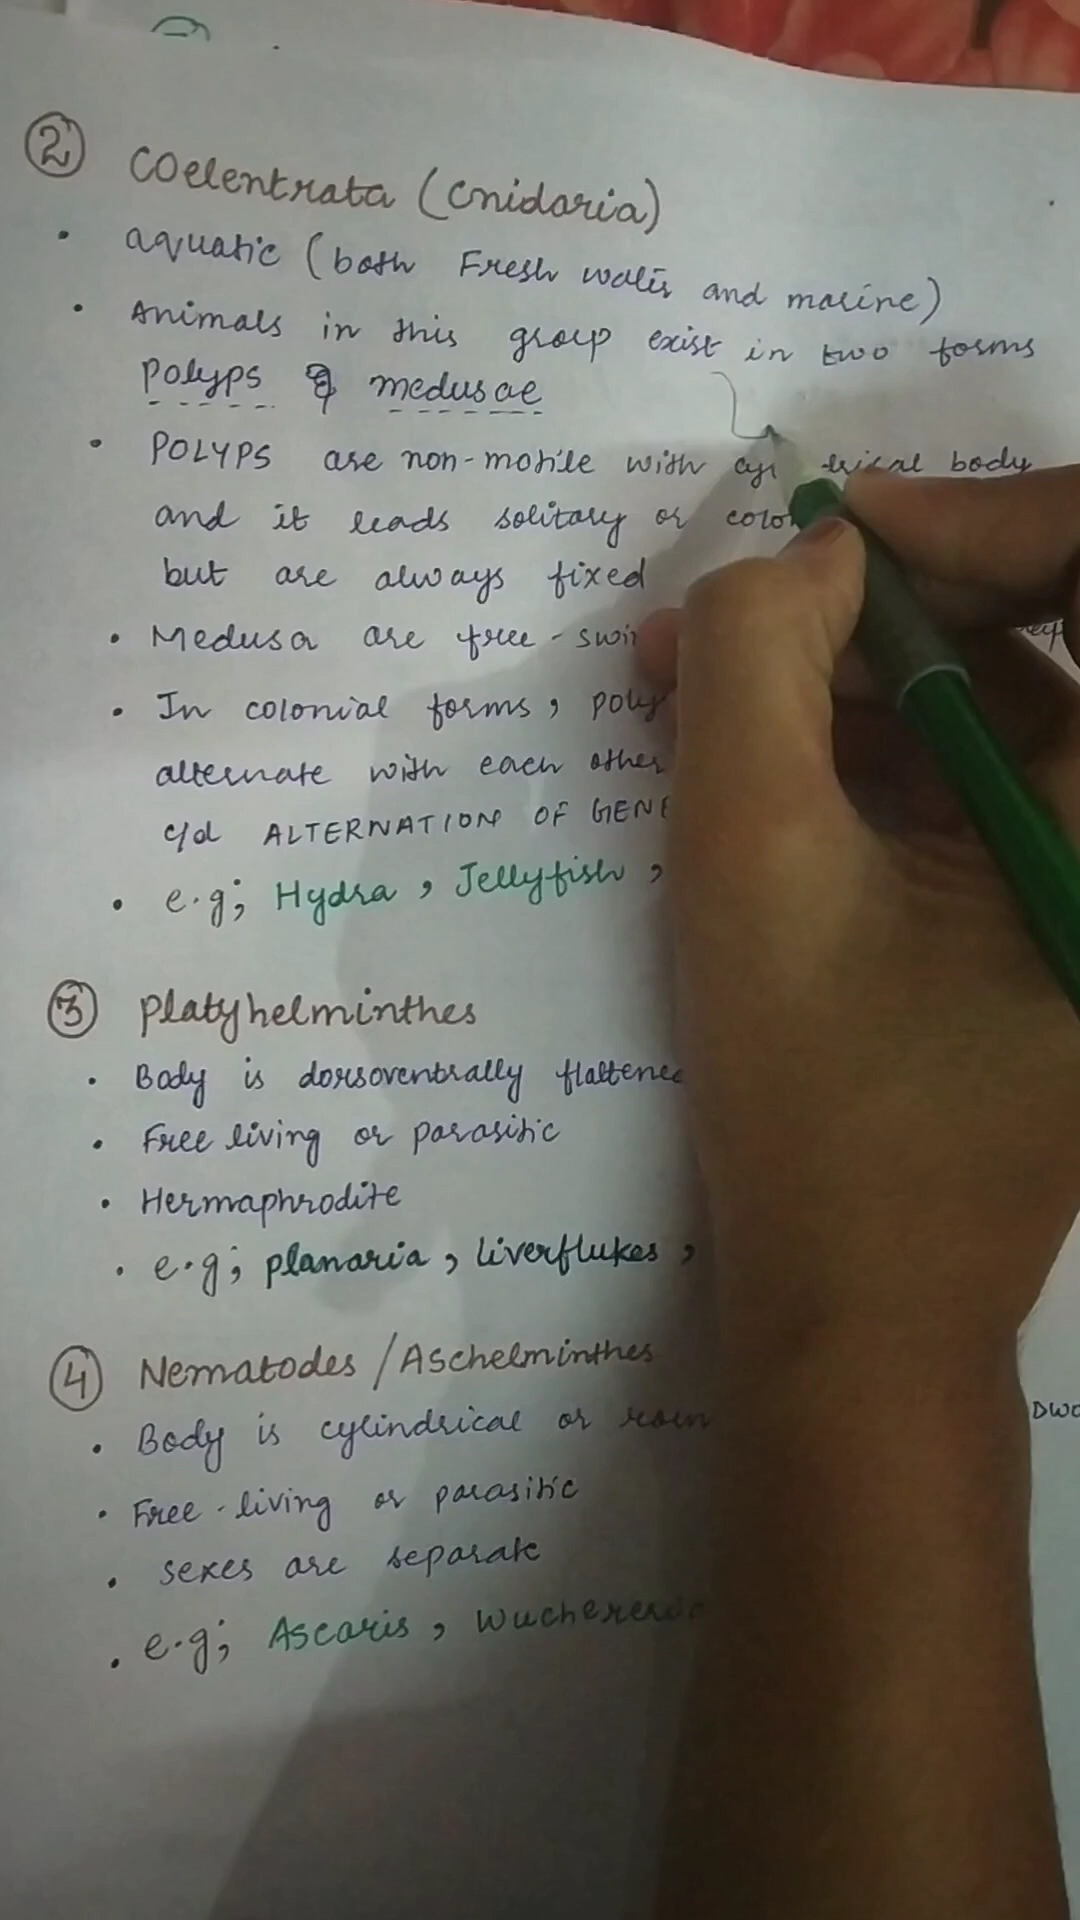 ② Coelentrata (Cnidaria)
• aquatic (both Fresh water and marine)
• Animals in this group exist in two forms
Polyps & medusae
• POLYPS are non-motile with body
and it leads solitary or
but are always fixed
• Medusa are free-
• In colonial forms,
alternate with each other
c/d ALTERNATION OF
• e.g; Hydra, Jellyfish,
③ Platyhelminthes
• Body is dorsoventrally
• Free living or parasitic
• Hermaphrodite
• e.g; planaria, liverflukes,
④ Nematodes/Aschelminthes
• Body is cylindrical or
• Free-living or parasitic
• sexes are separate
• e.g; Ascaris,